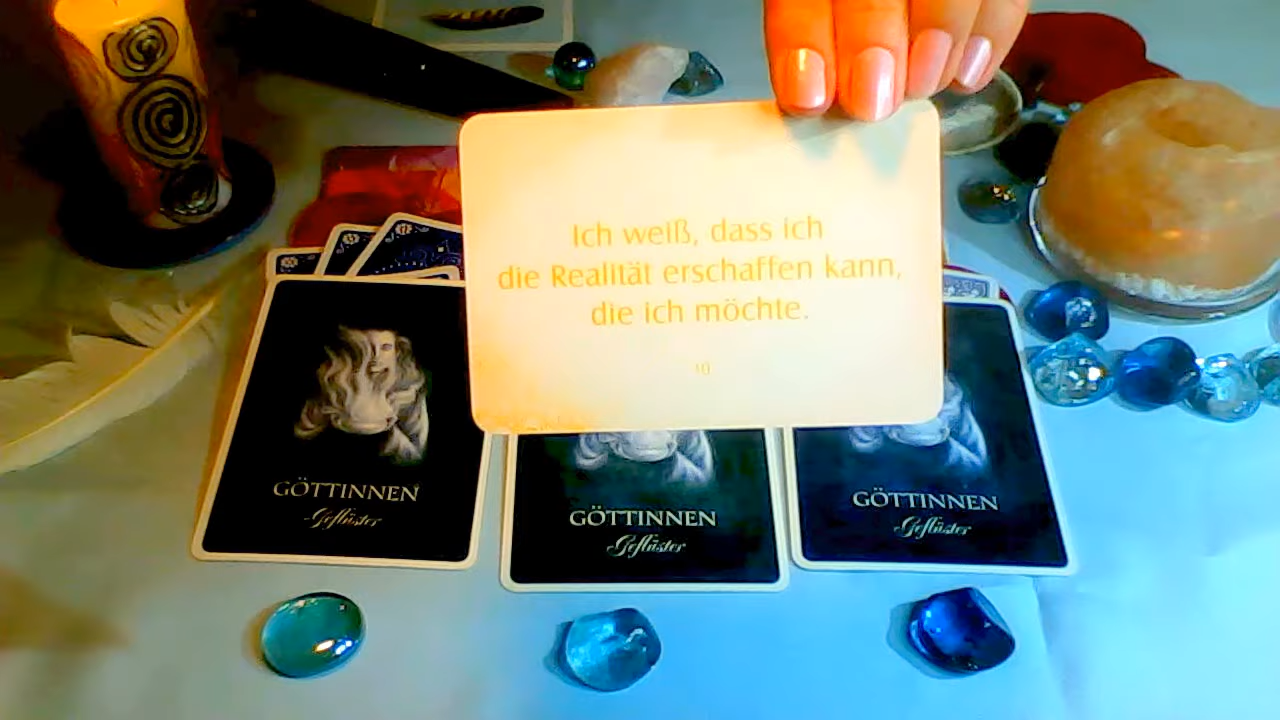 Ich weiß, dass ich
die Realität erschaffen kann,
die ich möchte.
10
GÖTTINNEN
Geflüster
GÖTTINNEN
Geflüster
GÖTTINNEN
Geflüster